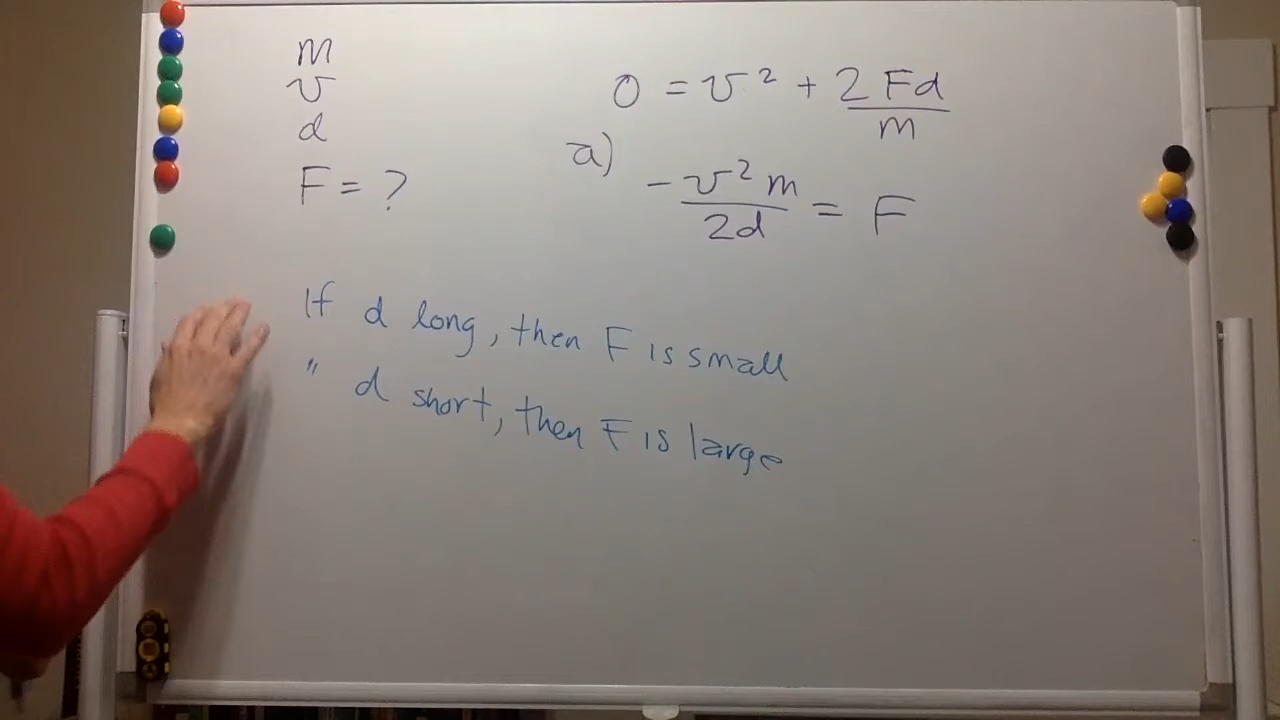 m
v
d
F = ?
0 = v² + 2Fd/m
a)
-v²m/2d = F
If d long, then F is small
" d short, then F is large